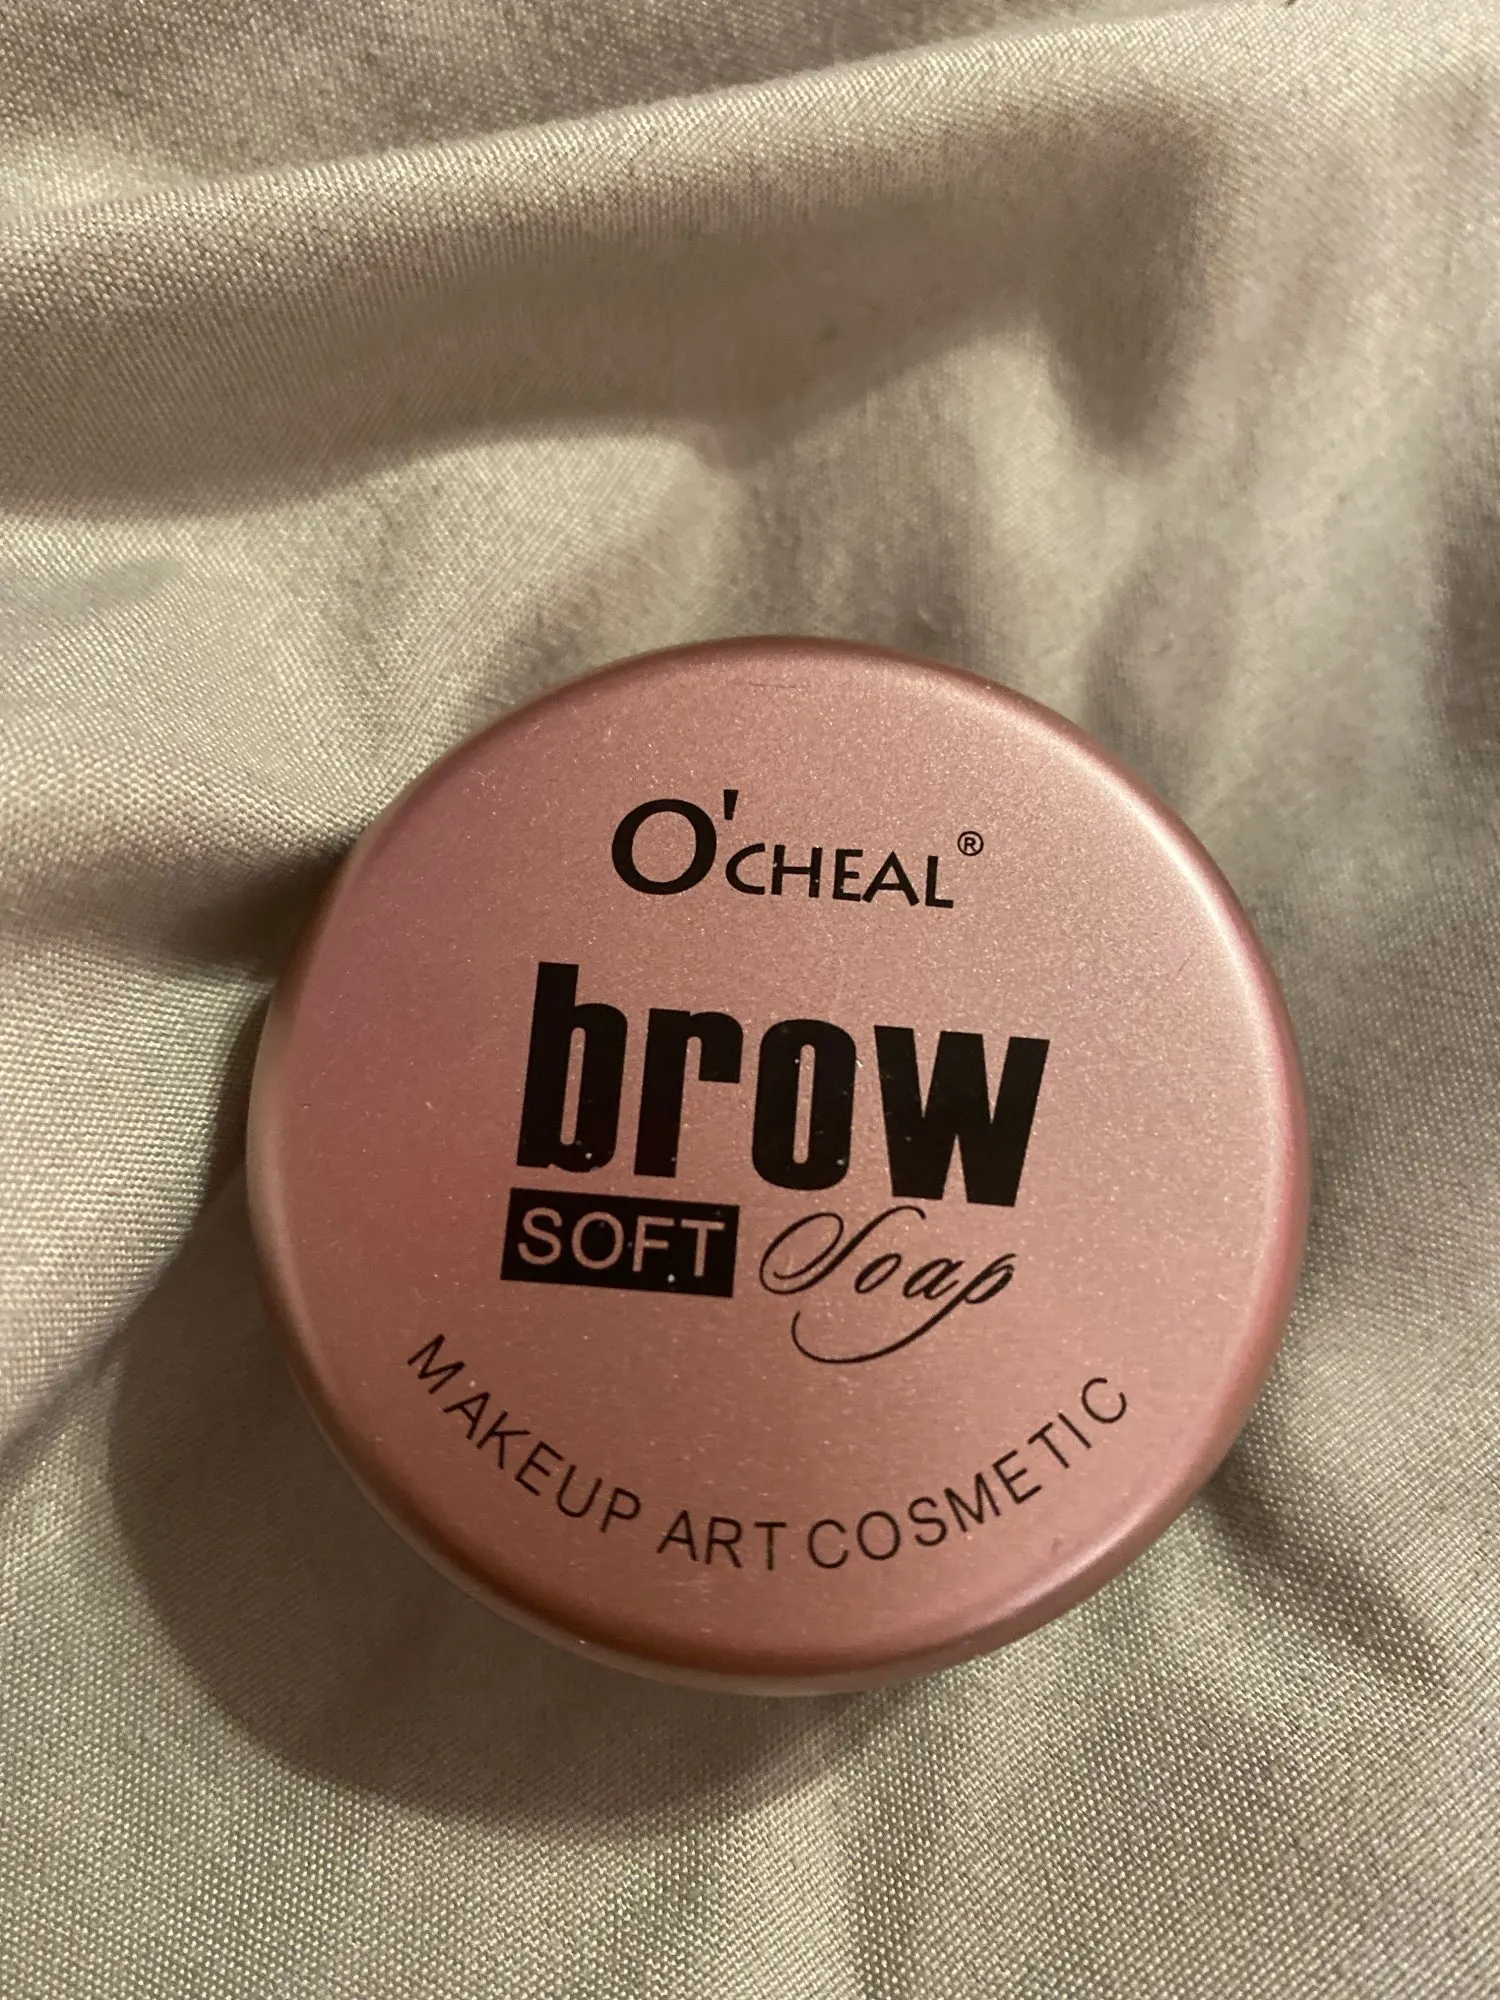 O'CHEAL®
brow
SOFT Soap
MAKEUP ART COSMETIC